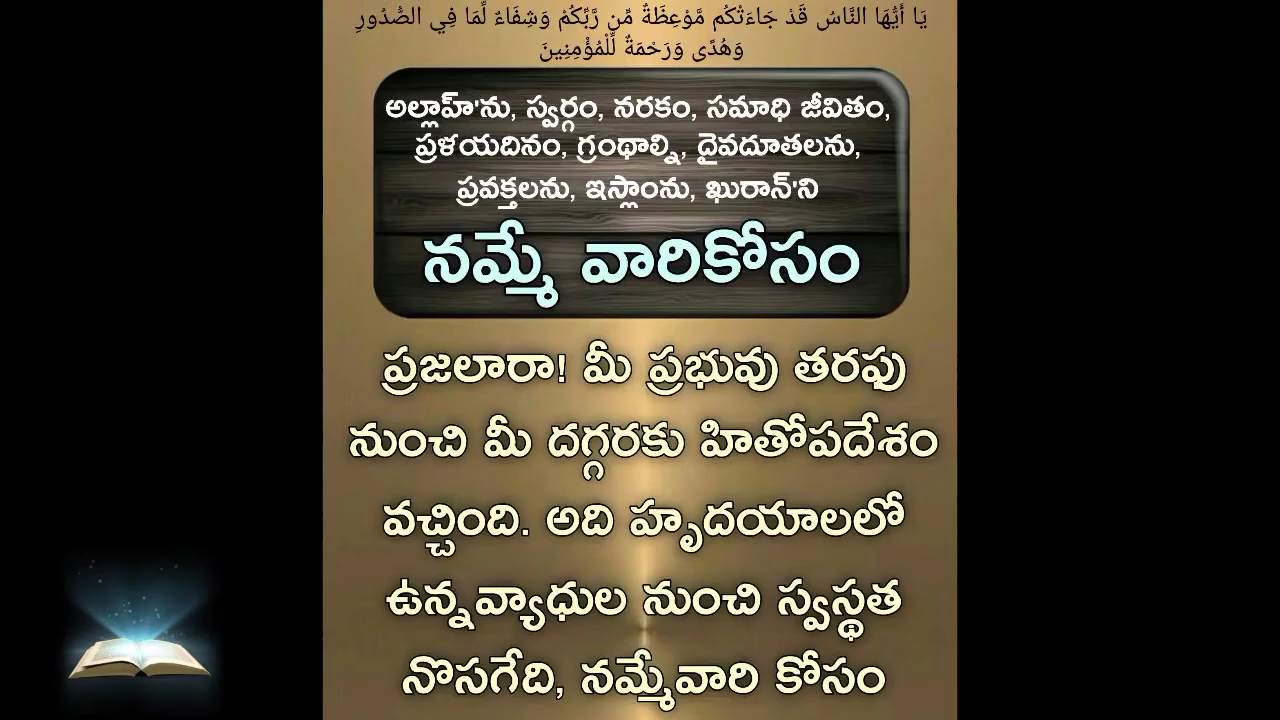 يَا أَيُّهَا النَّاسُ قَدْ جَاءَتْكُم مَّوْعِظَةٌ مِّن رَّبِّكُمْ وَشِفَاءٌ لِّمَا فِي الصُّدُورِ
وَهُدًى وَرَحْمَةٌ لِّلْمُؤْمِنِينَ
అల్లాహ్'ను, స్వర్గం, నరకం, సమాధి జీవితం,
ప్రళయదినం, గ్రంథాల్ని, దైవదూతలను,
ప్రవక్తలను, ఇస్లాంను, ఖురాన్'ని
నమ్మే వారికోసం
ప్రజలారా! మీ ప్రభువు తరఫు
నుంచి మీ దగ్గరకు హితోపదేశం
వచ్చింది. అది హృదయాలలో
ఉన్నవ్యాధుల నుంచి స్వస్థత
నొసగేది, నమ్మేవారి కోసం